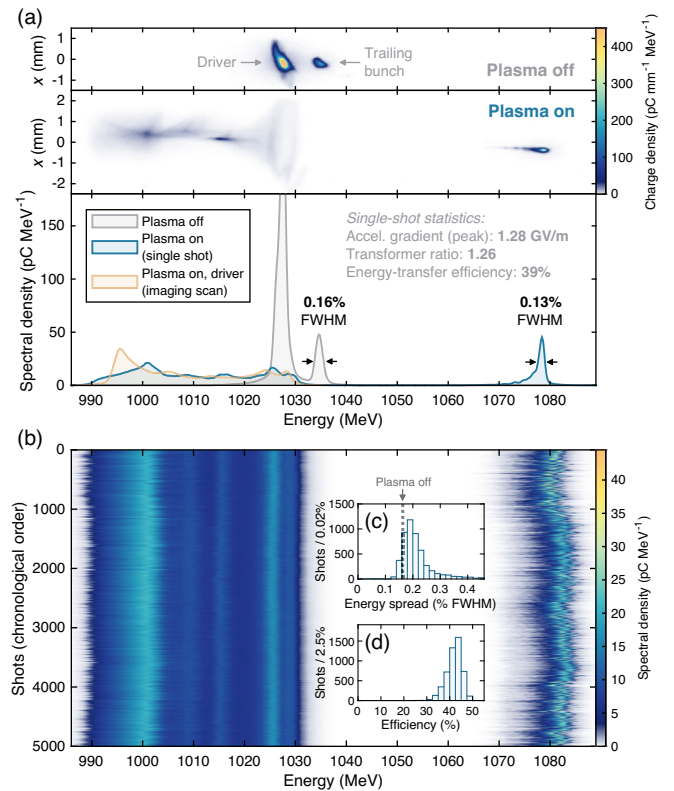 (a)
x (mm)
1
0
-1
Driver
Trailing
bunch
Plasma off
x (mm)
2
1
0
-1
-2
Plasma on
400
300
200
100
0
Charge density (pC mm⁻¹ MeV⁻¹)
Spectral density (pC MeV⁻¹)
150
100
50
0
Plasma off
Plasma on
(single shot)
Plasma on, driver
(imaging scan)
Single-shot statistics:
Accel. gradient (peak): 1.28 GV/m
Transformer ratio: 1.26
Energy-transfer efficiency: 39%
0.16%
FWHM
0.13%
FWHM
990 1000 1010 1020 1030 1040 1050 1060 1070 1080
Energy (MeV)
(b)
Shots (chronological order)
0
1000
2000
3000
4000
5000
Plasma off
(c)
Shots / 0.02%
1500
1000
500
0
0 0.1 0.2 0.3 0.4
Energy spread (% FWHM)
(d)
Shots / 2.5%
1500
1000
500
0
0 10 20 30 40 50
Efficiency (%)
40
35
30
25
20
15
10
5
0
Spectral density (pC MeV⁻¹)
990 1000 1010 1020 1030 1040 1050 1060 1070 1080
Energy (MeV)